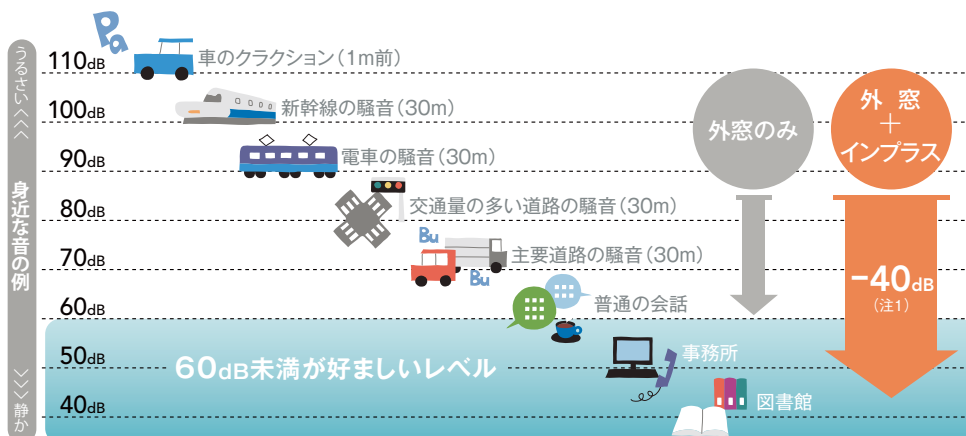 うるさい<<<
身近な音の例
>>>静か
Pa
110dB
車のクラクション(1m前)
100dB
新幹線の騒音(30m)
90dB
電車の騒音(30m)
80dB
交通量の多い道路の騒音(30m)
70dB
Bu
Bu
主要道路の騒音(30m)
60dB
普通の会話
50dB
事務所
40dB
図書館
60dB未満が好ましいレベル
外窓のみ
外窓
+
インプラス
-40dB
(注1)